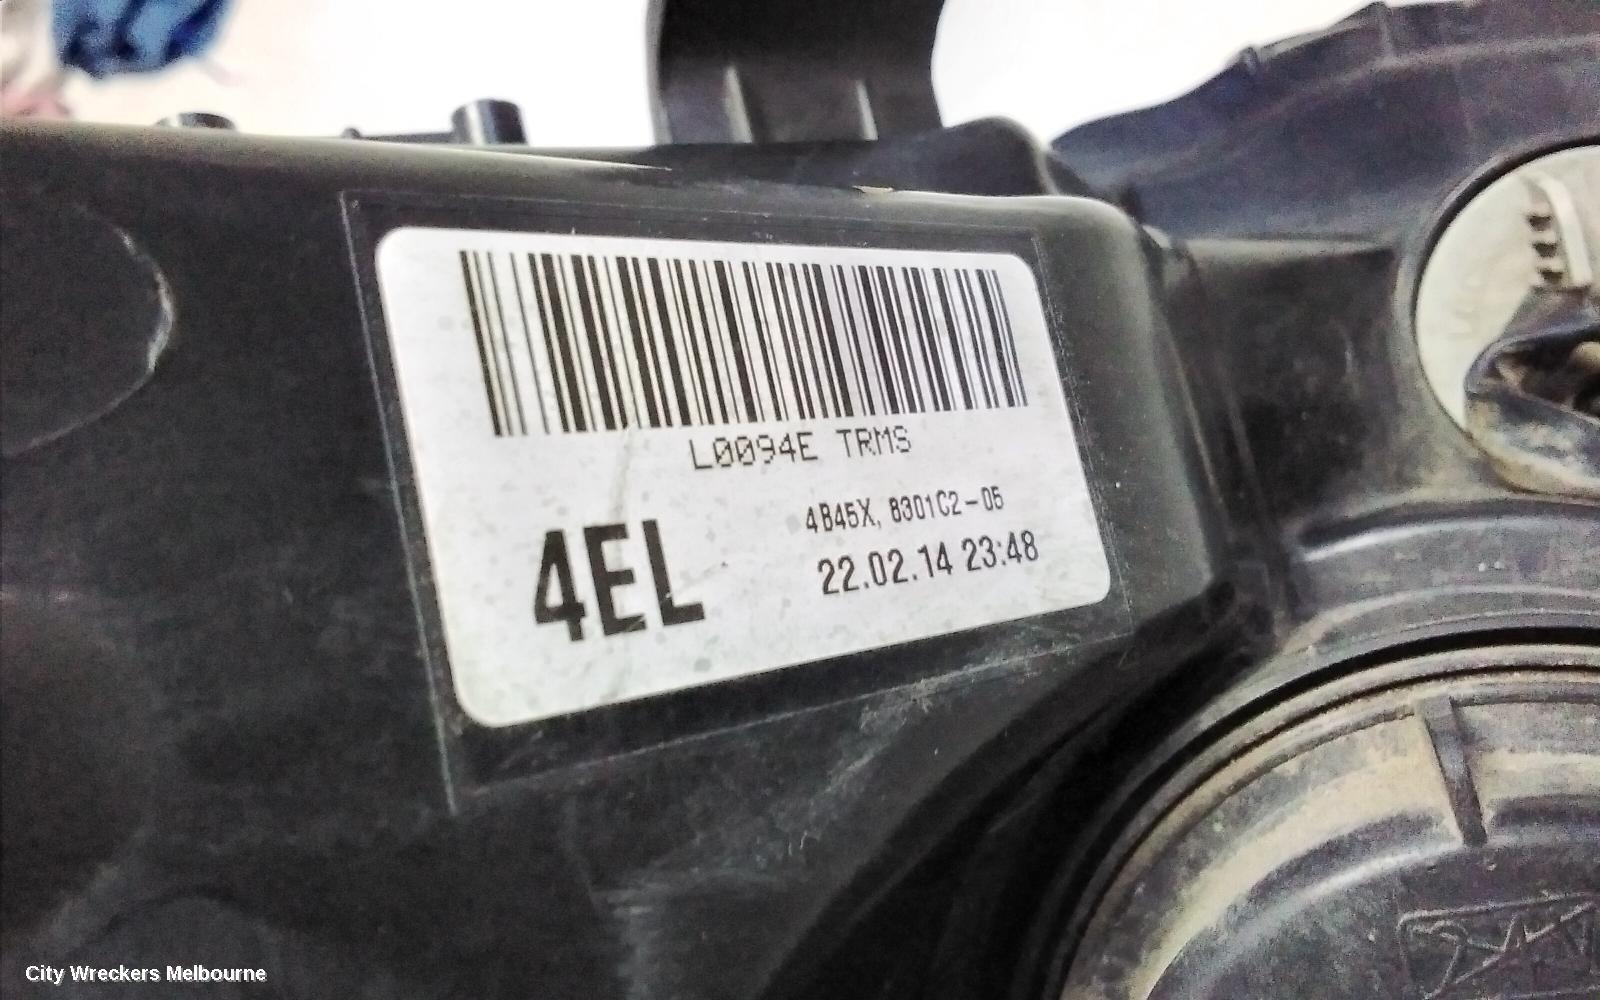 L0094E TRMS
4B45X, 8301C2-05
4EL
22.02.14 23:48
City Wreckers Melbourne